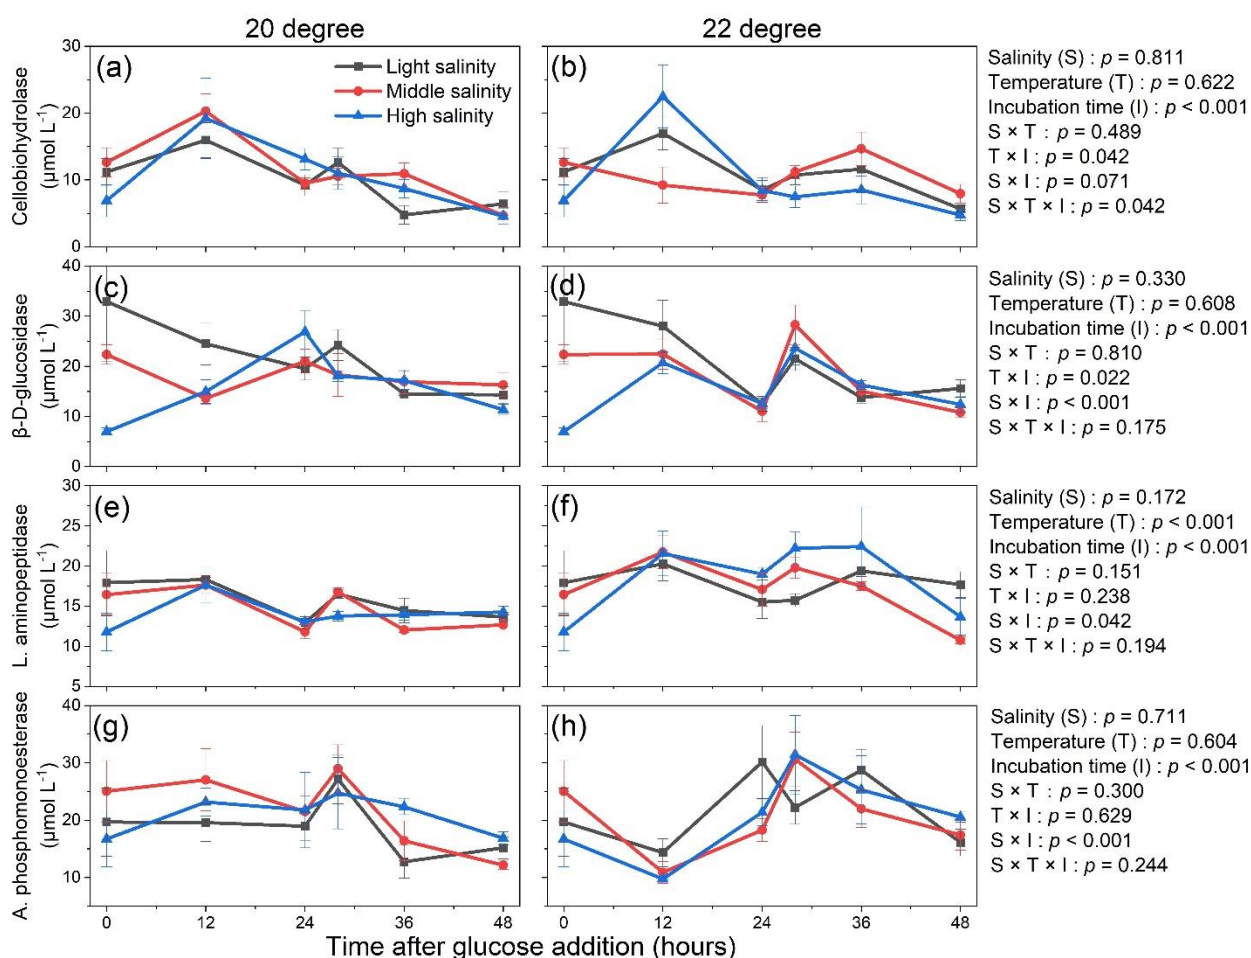 20 degree
22 degree
(a)
Light salinity
Middle salinity
High salinity
Cellobiohydrolase
(µmol L⁻¹)
30
20
10
0
(b)
Salinity (S) : p = 0.811
Temperature (T) : p = 0.622
Incubation time (I) : p < 0.001
S × T : p = 0.489
T × I : p = 0.042
S × I : p = 0.071
S × T × I : p = 0.042
(c)
β-D-glucosidase
(µmol L⁻¹)
40
30
20
10
0
(d)
Salinity (S) : p = 0.330
Temperature (T) : p = 0.608
Incubation time (I) : p < 0.001
S × T : p = 0.810
T × I : p = 0.022
S × I : p < 0.001
S × T × I : p = 0.175
(e)
L. aminopeptidase
(µmol L⁻¹)
30
25
20
15
10
5
(f)
Salinity (S) : p = 0.172
Temperature (T) : p < 0.001
Incubation time (I) : p < 0.001
S × T : p = 0.151
T × I : p = 0.238
S × I : p = 0.042
S × T × I : p = 0.194
(g)
A. phosphomonoesterase
(µmol L⁻¹)
40
30
20
10
(h)
Salinity (S) : p = 0.711
Temperature (T) : p = 0.604
Incubation time (I) : p < 0.001
S × T : p = 0.300
T × I : p = 0.629
S × I : p < 0.001
S × T × I : p = 0.244
0 12 24 36 48
0 12 24 36 48
Time after glucose addition (hours)